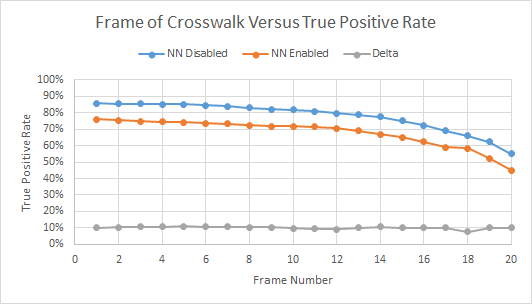 Frame of Crosswalk Versus True Positive Rate
NN Disabled NN Enabled Delta
100%
90%
80%
70%
60%
50%
40%
30%
20%
10%
0%
True Positive Rate
0 2 4 6 8 10 12 14 16 18 20
Frame Number